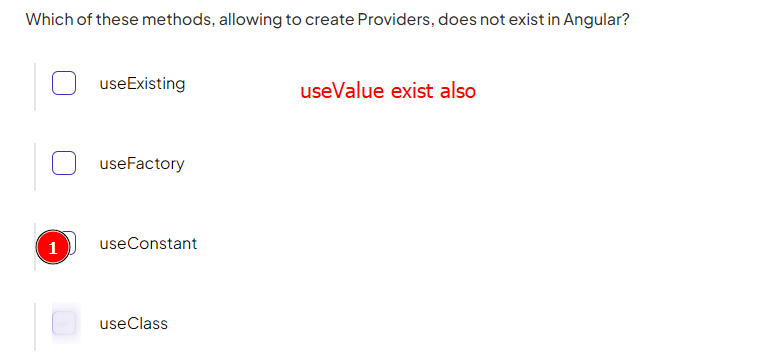 Which of these methods, allowing to create Providers, does not exist in Angular?
useExisting
useValue exist also
useFactory
1
useConstant
useClass